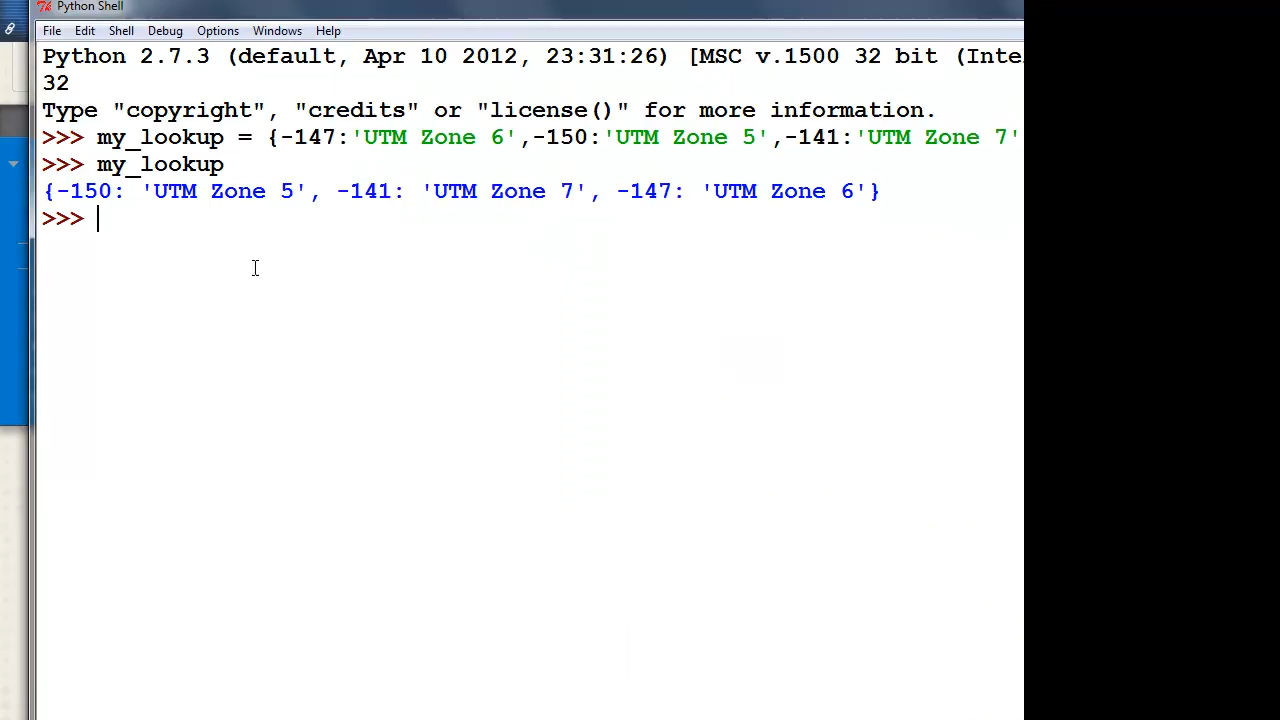 Python Shell
File Edit Shell Debug Options Windows Help
Python 2.7.3 (default, Apr 10 2012, 23:31:26) [MSC v.1500 32 bit (Inte
32
Type "copyright", "credits" or "license()" for more information.
>>> my_lookup = {-147:'UTM Zone 6',-150:'UTM Zone 5',-141:'UTM Zone 7'
>>> my_lookup
{-150: 'UTM Zone 5', -141: 'UTM Zone 7', -147: 'UTM Zone 6'}
>>>